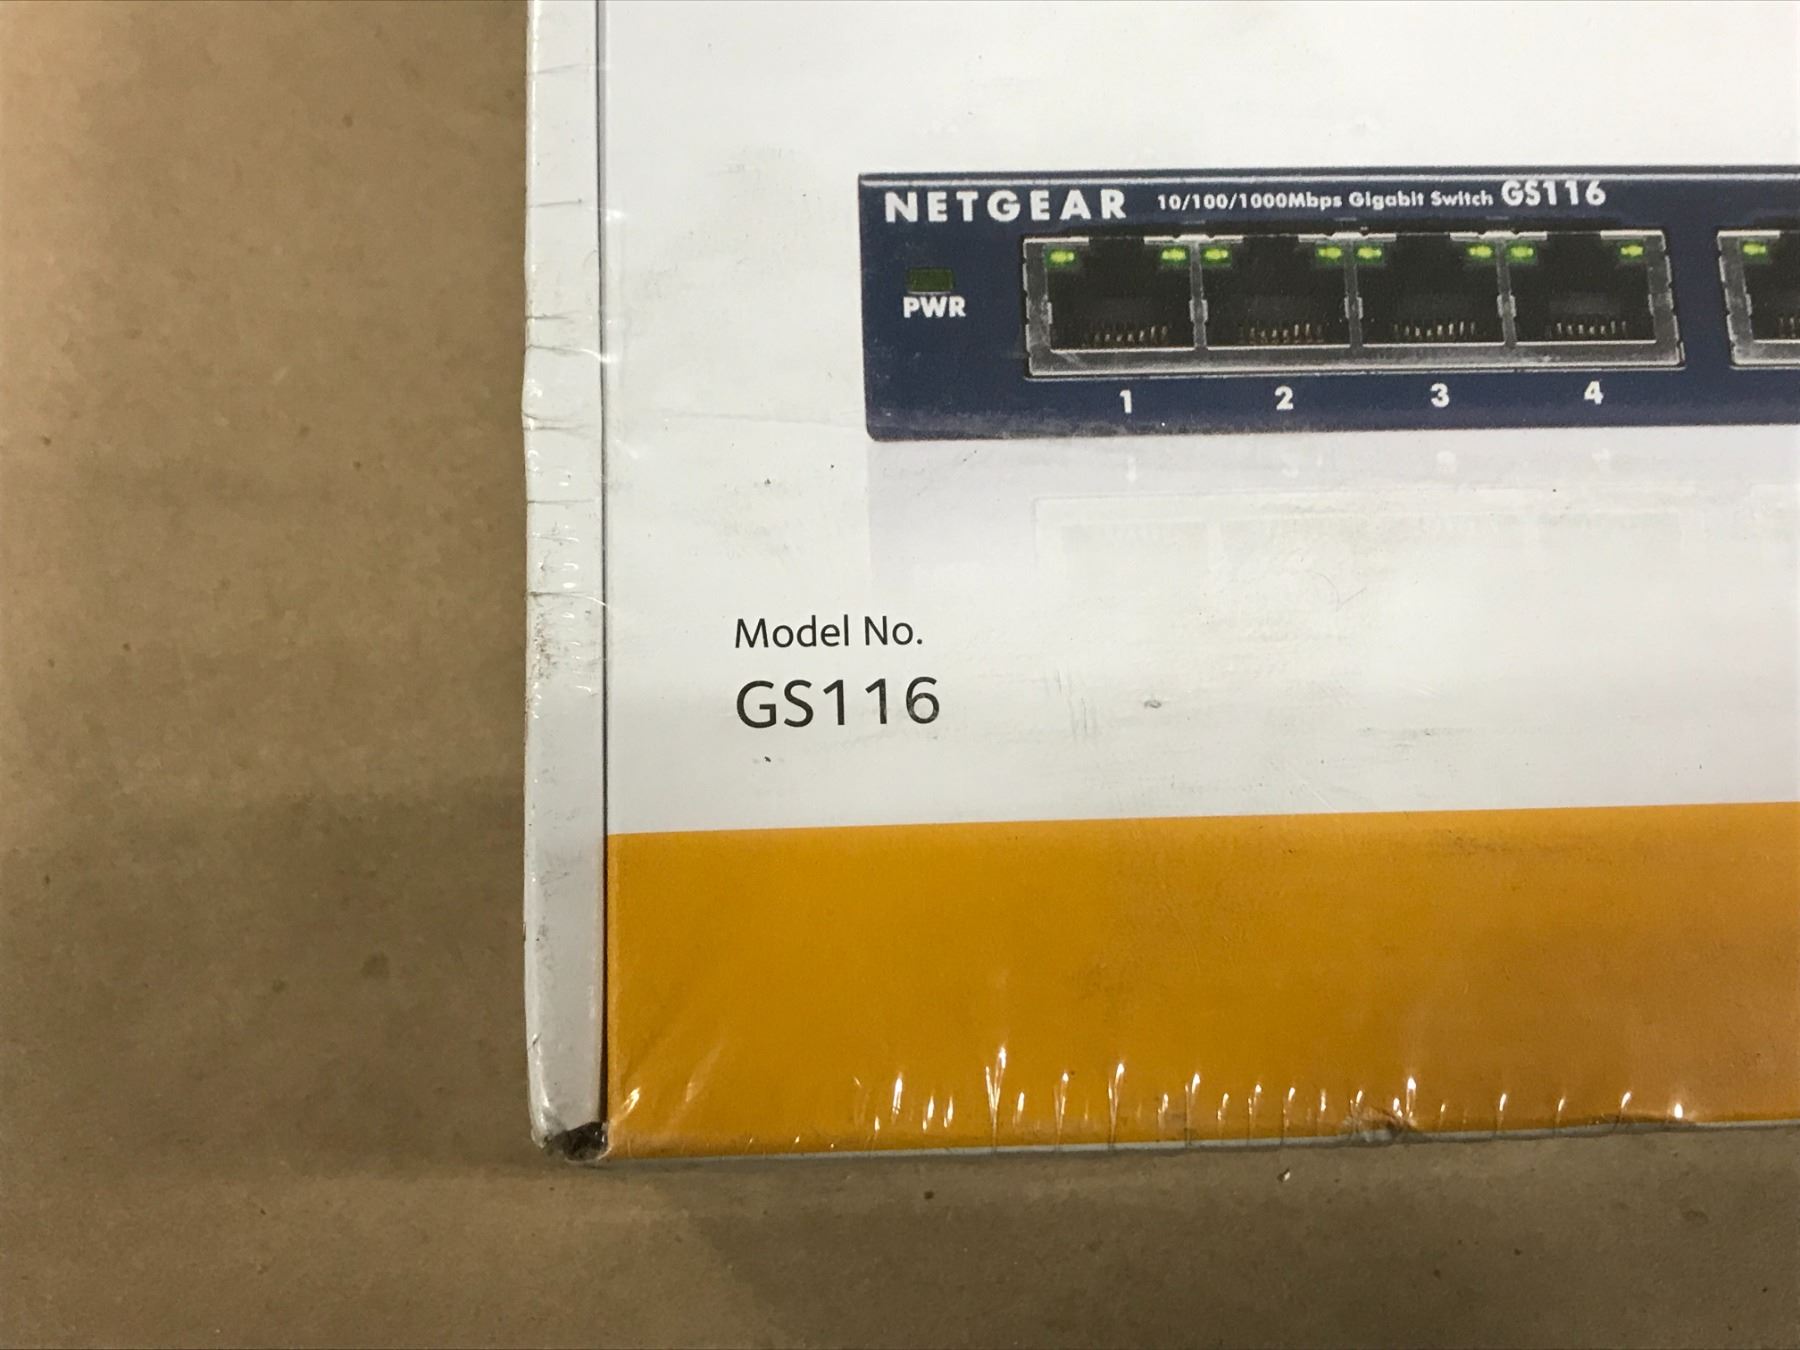 NETGEAR 10/100/1000Mbps Gigabit Switch GS116
PWR
1 2 3 4
Model No.
GS116